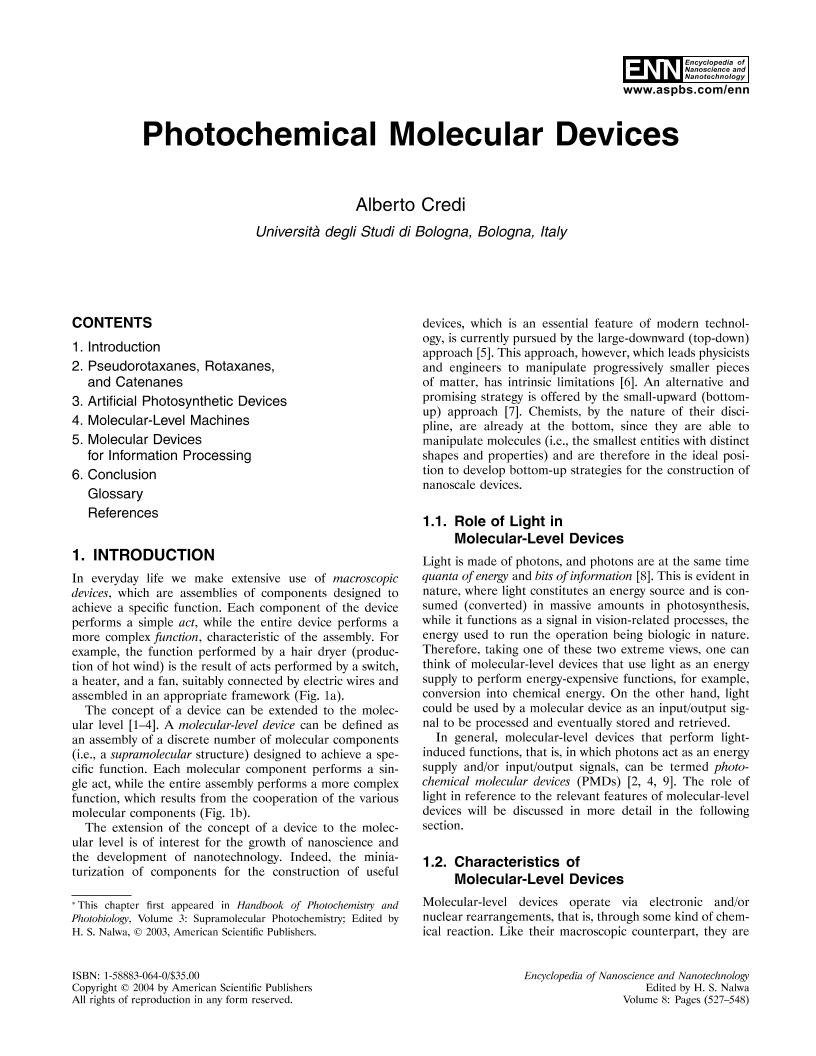 ENN Encyclopedia of
Nanoscience and
Nanotechnology
www.aspbs.com/enn
Photochemical Molecular Devices
Alberto Credi
Università degli Studi di Bologna, Bologna, Italy
CONTENTS
1. Introduction
2. Pseudorotaxanes, Rotaxanes,
and Catenanes
3. Artificial Photosynthetic Devices
4. Molecular-Level Machines
5. Molecular Devices
for Information Processing
6. Conclusion
Glossary
References
1. INTRODUCTION
In everyday life we make extensive use of macroscopic
devices, which are assemblies of components designed to
achieve a specific function. Each component of the device
performs a simple act, while the entire device performs a
more complex function, characteristic of the assembly. For
example, the function performed by a hair dryer (produc-
tion of hot wind) is the result of acts performed by a switch,
a heater, and a fan, suitably connected by electric wires and
assembled in an appropriate framework (Fig. 1a).
The concept of a device can be extended to the molec-
ular level [1–4]. A molecular-level device can be defined as
an assembly of a discrete number of molecular components
(i.e., a supramolecular structure) designed to achieve a spe-
cific function. Each molecular component performs a sin-
gle act, while the entire assembly performs a more complex
function, which results from the cooperation of the various
molecular components (Fig. 1b).
The extension of the concept of a device to the molec-
ular level is of interest for the growth of nanoscience and
the development of nanotechnology. Indeed, the minia-
turization of components for the construction of useful
* This chapter first appeared in Handbook of Photochemistry and
Photobiology, Volume 3: Supramolecular Photochemistry; Edited by
H. S. Nalwa, © 2003, American Scientific Publishers.
devices, which is an essential feature of modern technol-
ogy, is currently pursued by the large-downward (top-down)
approach [5]. This approach, however, which leads physicists
and engineers to manipulate progressively smaller pieces
of matter, has intrinsic limitations [6]. An alternative and
promising strategy is offered by the small-upward (bottom-
up) approach [7]. Chemists, by the nature of their disci-
pline, are already at the bottom, since they are able to
manipulate molecules (i.e., the smallest entities with distinct
shapes and properties) and are therefore in the ideal posi-
tion to develop bottom-up strategies for the construction of
nanoscale devices.
1.1. Role of Light in
Molecular-Level Devices
Light is made of photons, and photons are at the same time
quanta of energy and bits of information [8]. This is evident in
nature, where light constitutes an energy source and is con-
sumed (converted) in massive amounts in photosynthesis,
while it functions as a signal in vision-related processes, the
energy used to run the operation being biologic in nature.
Therefore, taking one of these two extreme views, one can
think of molecular-level devices that use light as an energy
supply to perform energy-expensive functions, for example,
conversion into chemical energy. On the other hand, light
could be used by a molecular device as an input/output sig-
nal to be processed and eventually stored and retrieved.
In general, molecular-level devices that perform light-
induced functions, that is, in which photons act as an energy
supply and/or input/output signals, can be termed photo-
chemical molecular devices (PMDs) [2, 4, 9]. The role of
light in reference to the relevant features of molecular-level
devices will be discussed in more detail in the following
section.
1.2. Characteristics of
Molecular-Level Devices
Molecular-level devices operate via electronic and/or
nuclear rearrangements, that is, through some kind of chem-
ical reaction. Like their macroscopic counterpart, they are
ISBN: 1-58883-064-0/$35.00
Copyright © 2004 by American Scientific Publishers
All rights of reproduction in any form reserved.
Encyclopedia of Nanoscience and Nanotechnology
Edited by H. S. Nalwa
Volume 8: Pages (527–548)